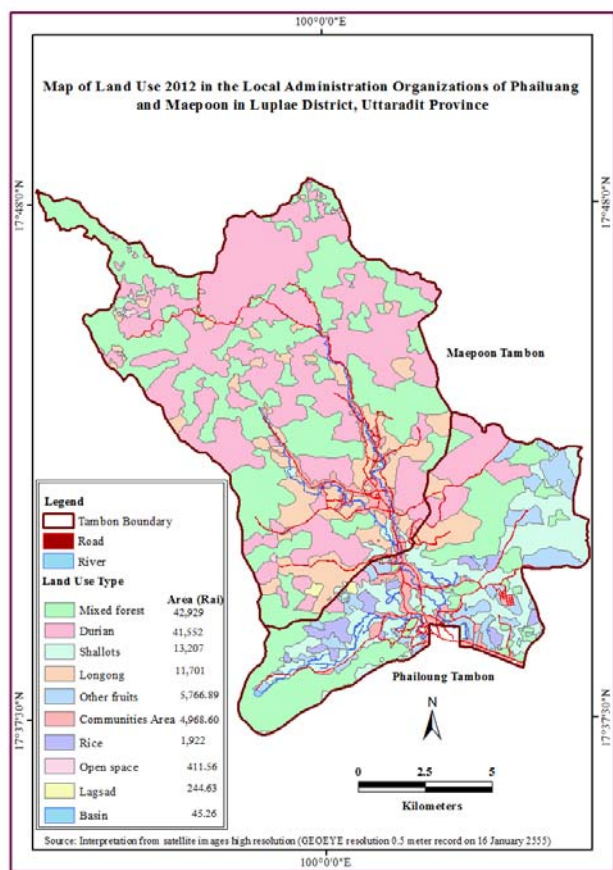 100°0'0"E
Map of Land Use 2012 in the Local Administration Organizations of Phailuang
and Maepoon in Luplae District, Uttaradit Province
17°48'0"N
17°48'0"N
Maepoon Tambon
Legend
Tambon Boundary
Road
River
Land Use Type
Area (Rai)
Mixed forest 42,929
Durian 41,552
Shallots 13,207
Longong 11,701
Other fruits 5,766.89
Communities Area 4,968.60
Rice 1,922
Open space 411.56
Lagsad 244.63
Basin 45.26
Phailoung Tambon
N
0 2.5 5
Kilometers
17°37'30"N
17°37'30"N
Source: Interpretation from satellite images high resolution (GEOEYE resolution 0.5 meter record on 16 January 2555)
100°0'0"E